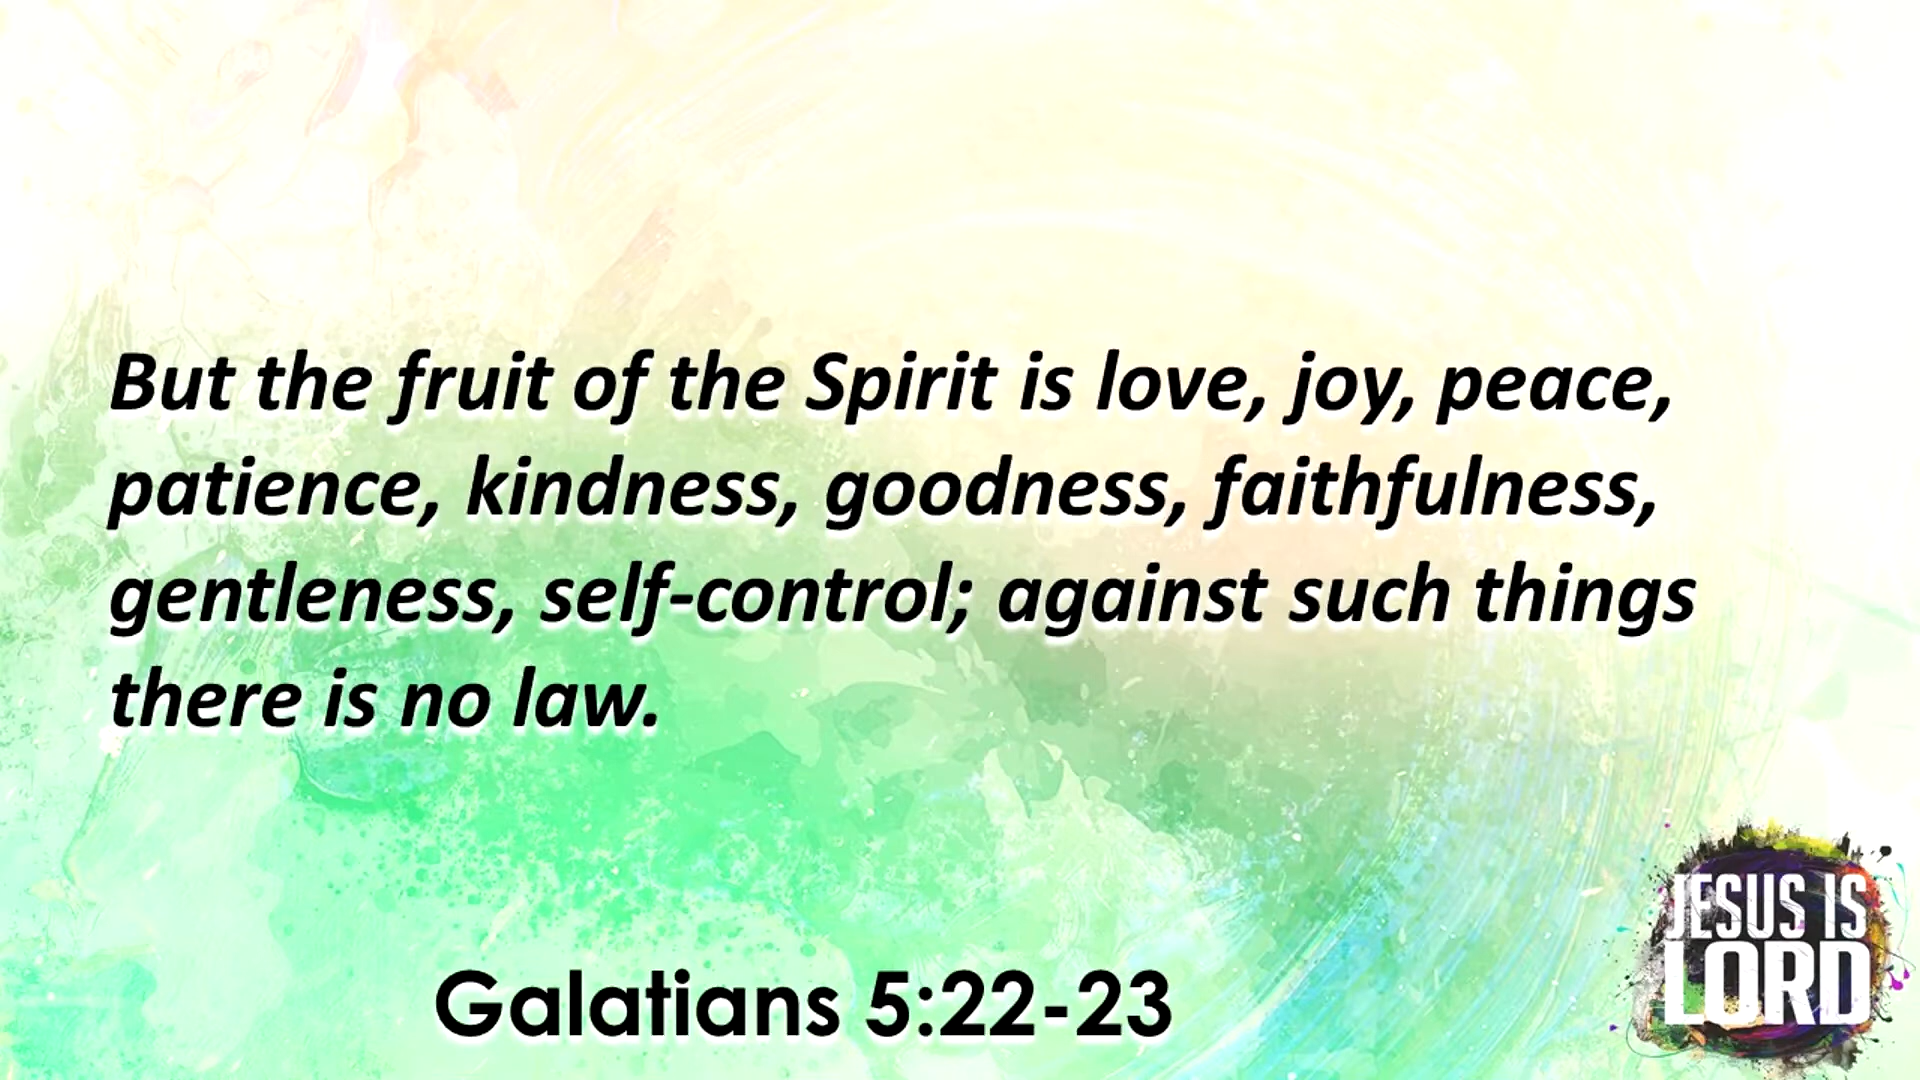 But the fruit of the Spirit is love, joy, peace,
patience, kindness, goodness, faithfulness,
gentleness, self-control; against such things
there is no law.
Galatians 5:22-23
JESUS IS
LORD